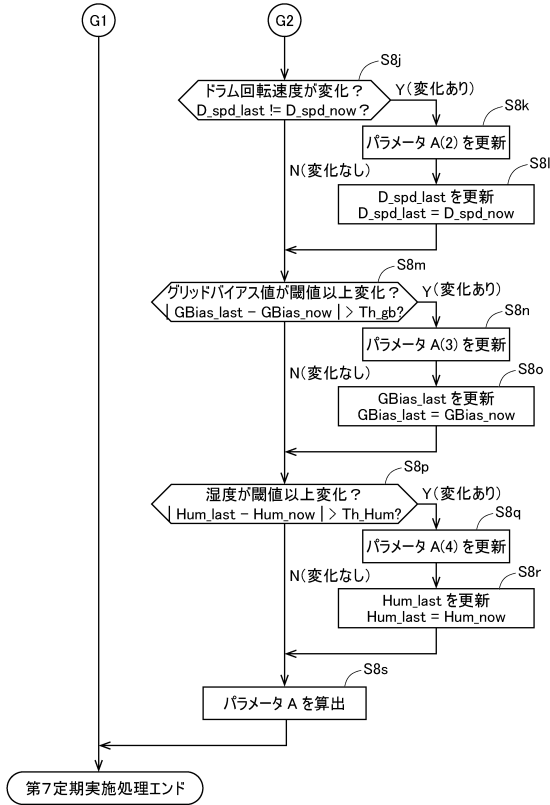 G1
G2
S8j
ドラム回転速度が変化？
D_spd_last != D_spd_now？
Y(変化あり)
S8k
パラメータ A(2) を更新
N(変化なし)
S8l
D_spd_last を更新
D_spd_last = D_spd_now
S8m
グリッドバイアス値が閾値以上変化？
| GBias_last − GBias_now | > Th_gb?
Y(変化あり)
S8n
パラメータ A(3) を更新
N(変化なし)
S8o
GBias_last を更新
GBias_last = GBias_now
S8p
湿度が閾値以上変化？
| Hum_last − Hum_now | > Th_Hum?
Y(変化あり)
S8q
パラメータ A(4) を更新
N(変化なし)
S8r
Hum_last を更新
Hum_last = Hum_now
S8s
パラメータ A を算出
第７定期実施処理エンド